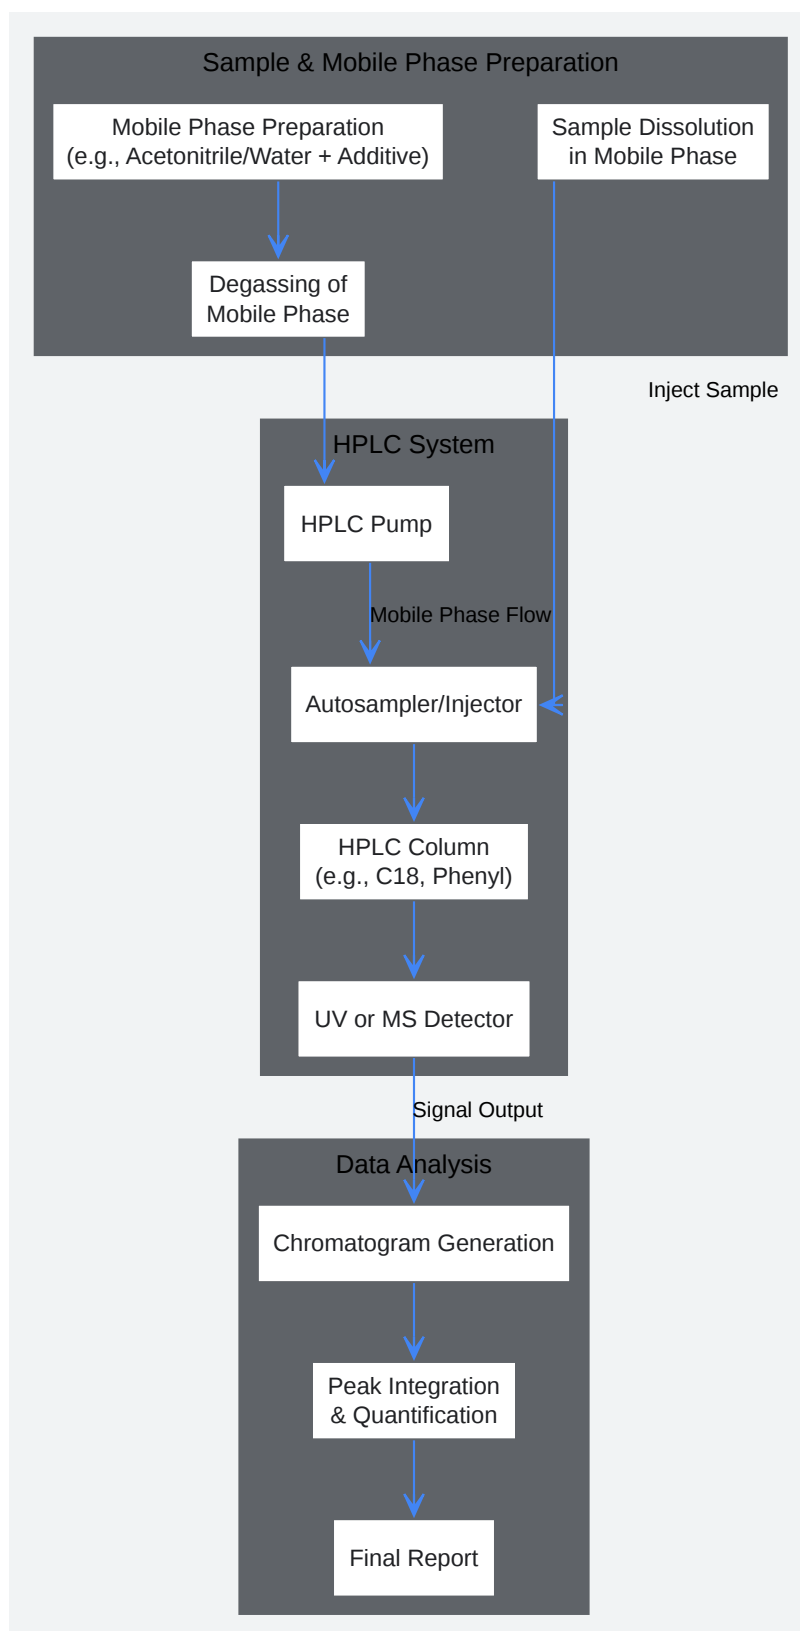 Sample & Mobile Phase Preparation
Mobile Phase Preparation
(e.g., Acetonitrile/Water + Additive)
Sample Dissolution
in Mobile Phase
Degassing of
Mobile Phase
Inject Sample
HPLC System
HPLC Pump
Mobile Phase Flow
Autosampler/Injector
HPLC Column
(e.g., C18, Phenyl)
UV or MS Detector
Signal Output
Data Analysis
Chromatogram Generation
Peak Integration
& Quantification
Final Report